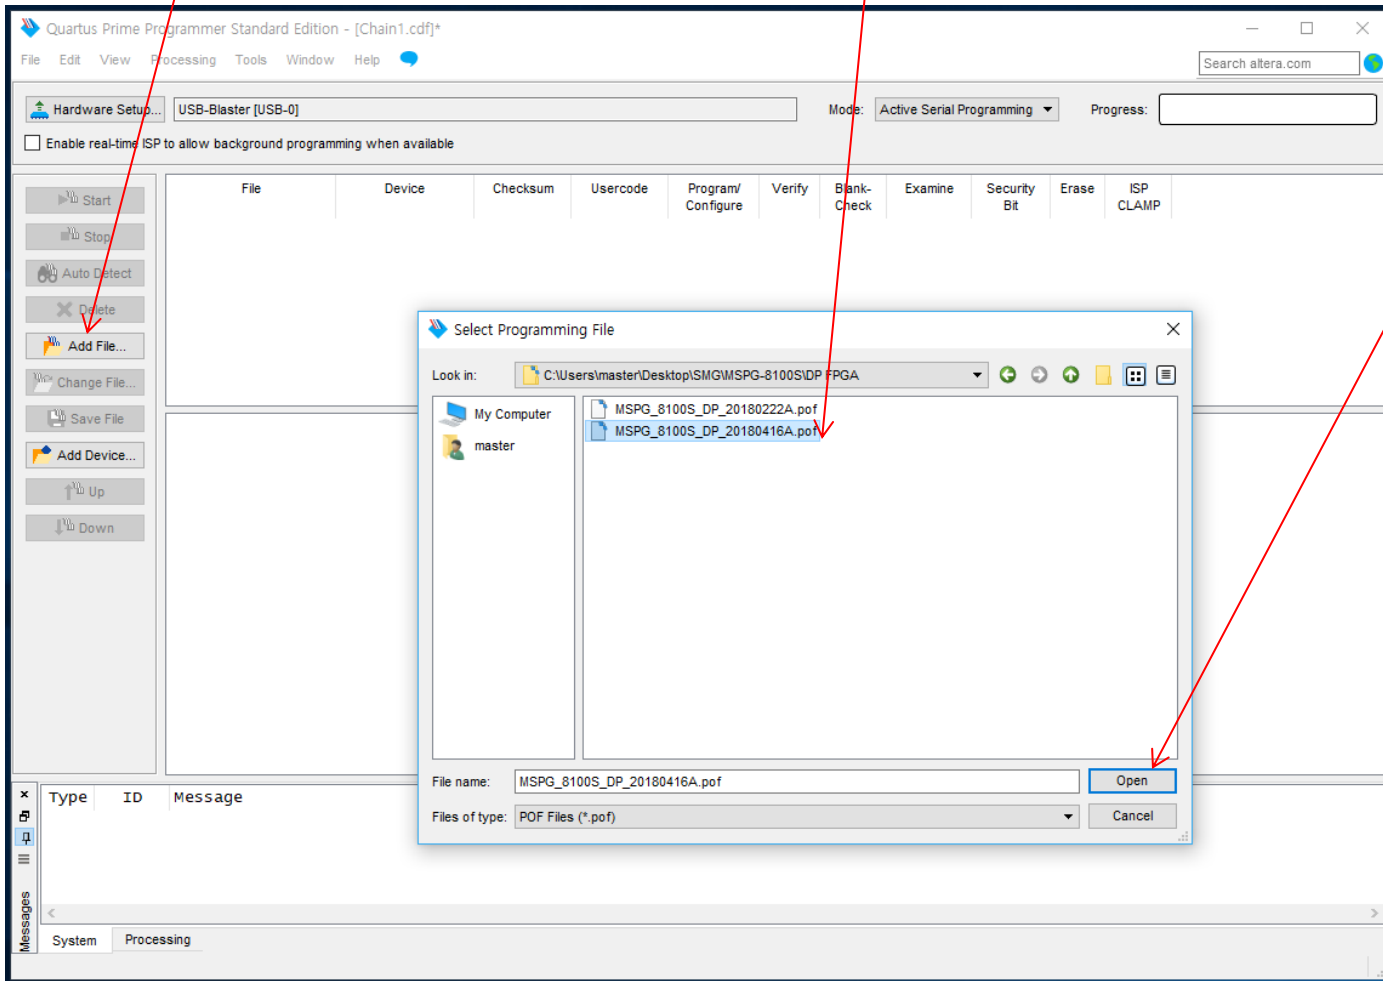 Quartus Prime Programmer Standard Edition - [Chain1.cdf]*
File Edit View Processing Tools Window Help
Search altera.com
Hardware Setup... USB-Blaster [USB-0] Mode: Active Serial Programming Progress:
Enable real-time ISP to allow background programming when available
File Device Checksum Usercode Program/ Configure Verify Blank- Check Examine Security Bit Erase ISP CLAMP
Start
Stop
Auto Detect
Delete
Add File...
Change File...
Save File
Add Device...
Up
Down
Select Programming File
Look in: C:\Users\master\Desktop\SMG\MSPG-8100S\DP FPGA
My Computer
master
MSPG_8100S_DP_20180222A.pof
MSPG_8100S_DP_20180416A.pof
File name: MSPG_8100S_DP_20180416A.pof Open
Files of type: POF Files (*.pof) Cancel
Type ID Message
Messages
System Processing